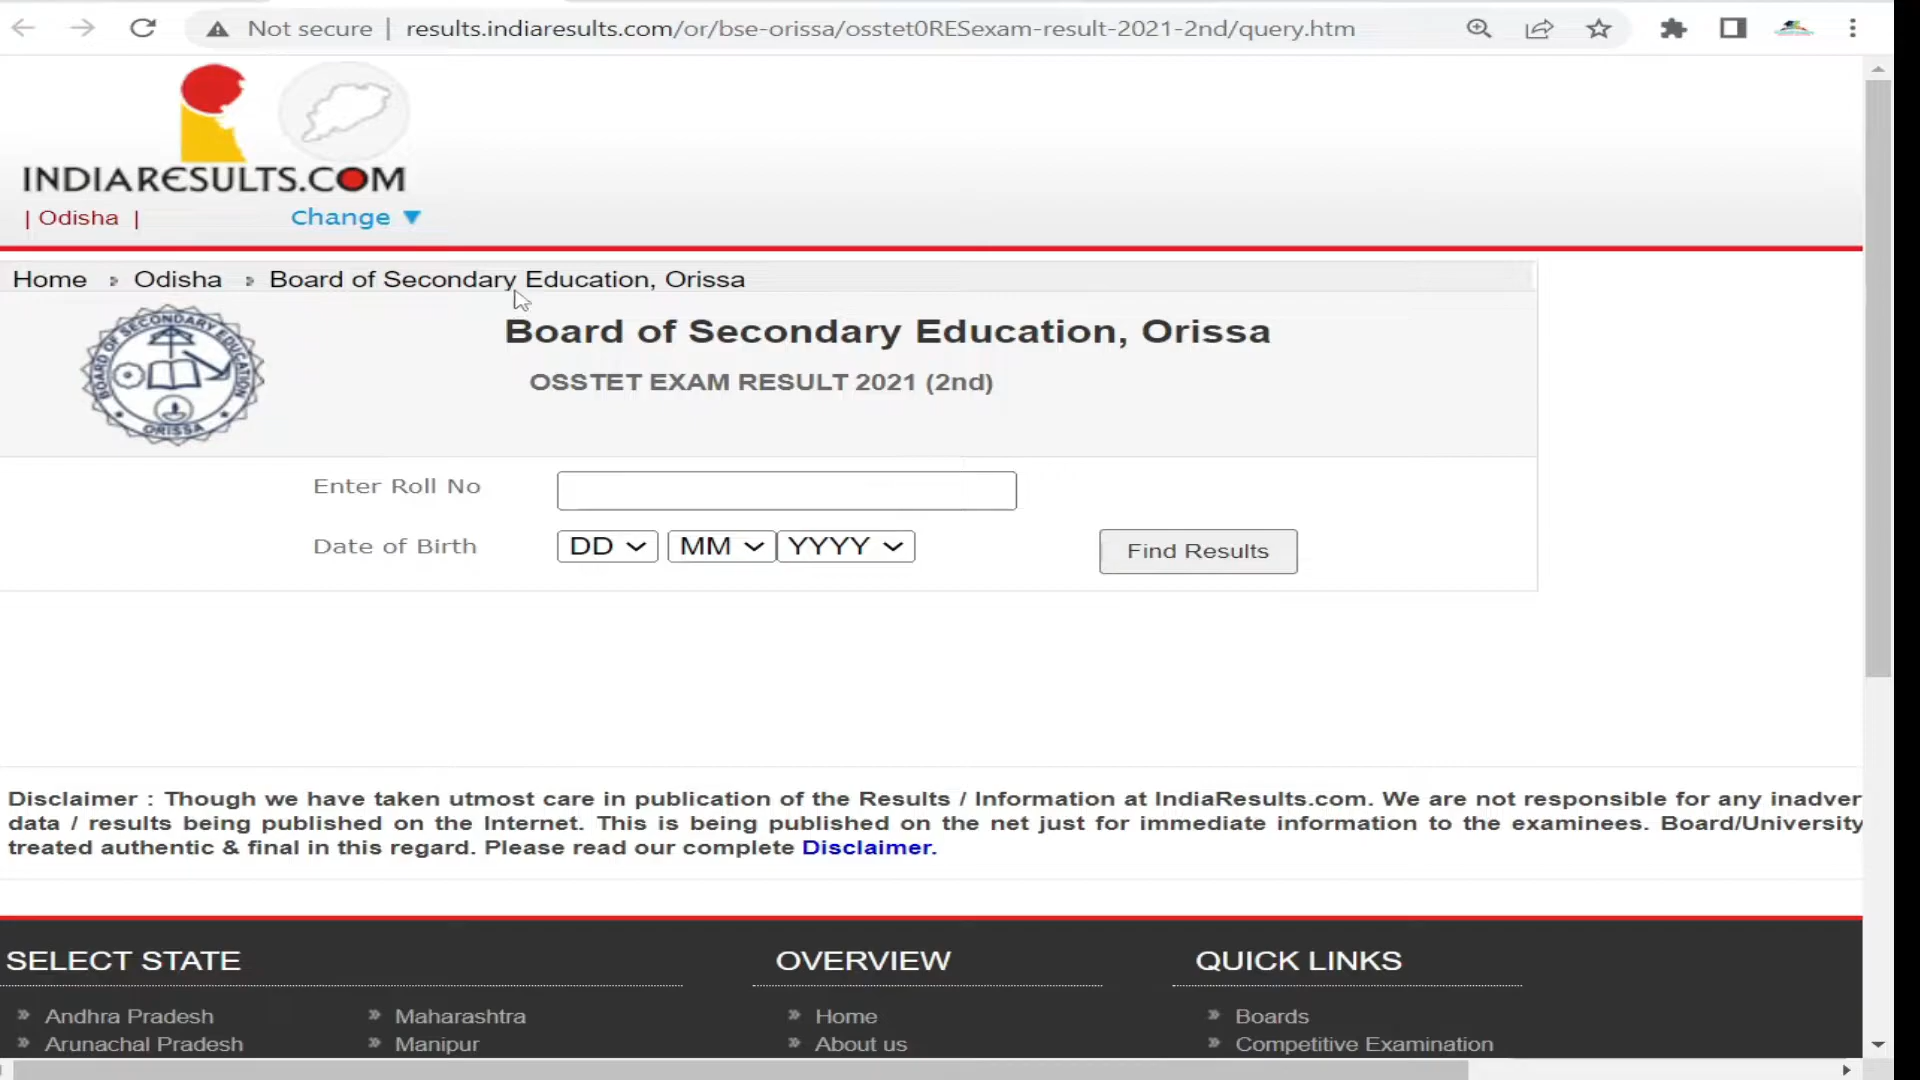 Not secure | results.indiaresults.com/or/bse-orissa/osstet0RESexam-result-2021-2nd/query.htm
INDIARESULTS.COM
| Odisha | Change ▼
Home » Odisha » Board of Secondary Education, Orissa
BOARD OF SECONDARY EDUCATION
ORISSA
Board of Secondary Education, Orissa
OSSTET EXAM RESULT 2021 (2nd)
Enter Roll No
Date of Birth DD MM YYYY Find Results
Disclaimer : Though we have taken utmost care in publication of the Results / Information at IndiaResults.com. We are not responsible for any inadver
data / results being published on the Internet. This is being published on the net just for immediate information to the examinees. Board/University
treated authentic & final in this regard. Please read our complete Disclaimer.
SELECT STATE OVERVIEW QUICK LINKS
» Andhra Pradesh » Maharashtra » Home » Boards
» Arunachal Pradesh » Manipur » About us » Competitive Examination